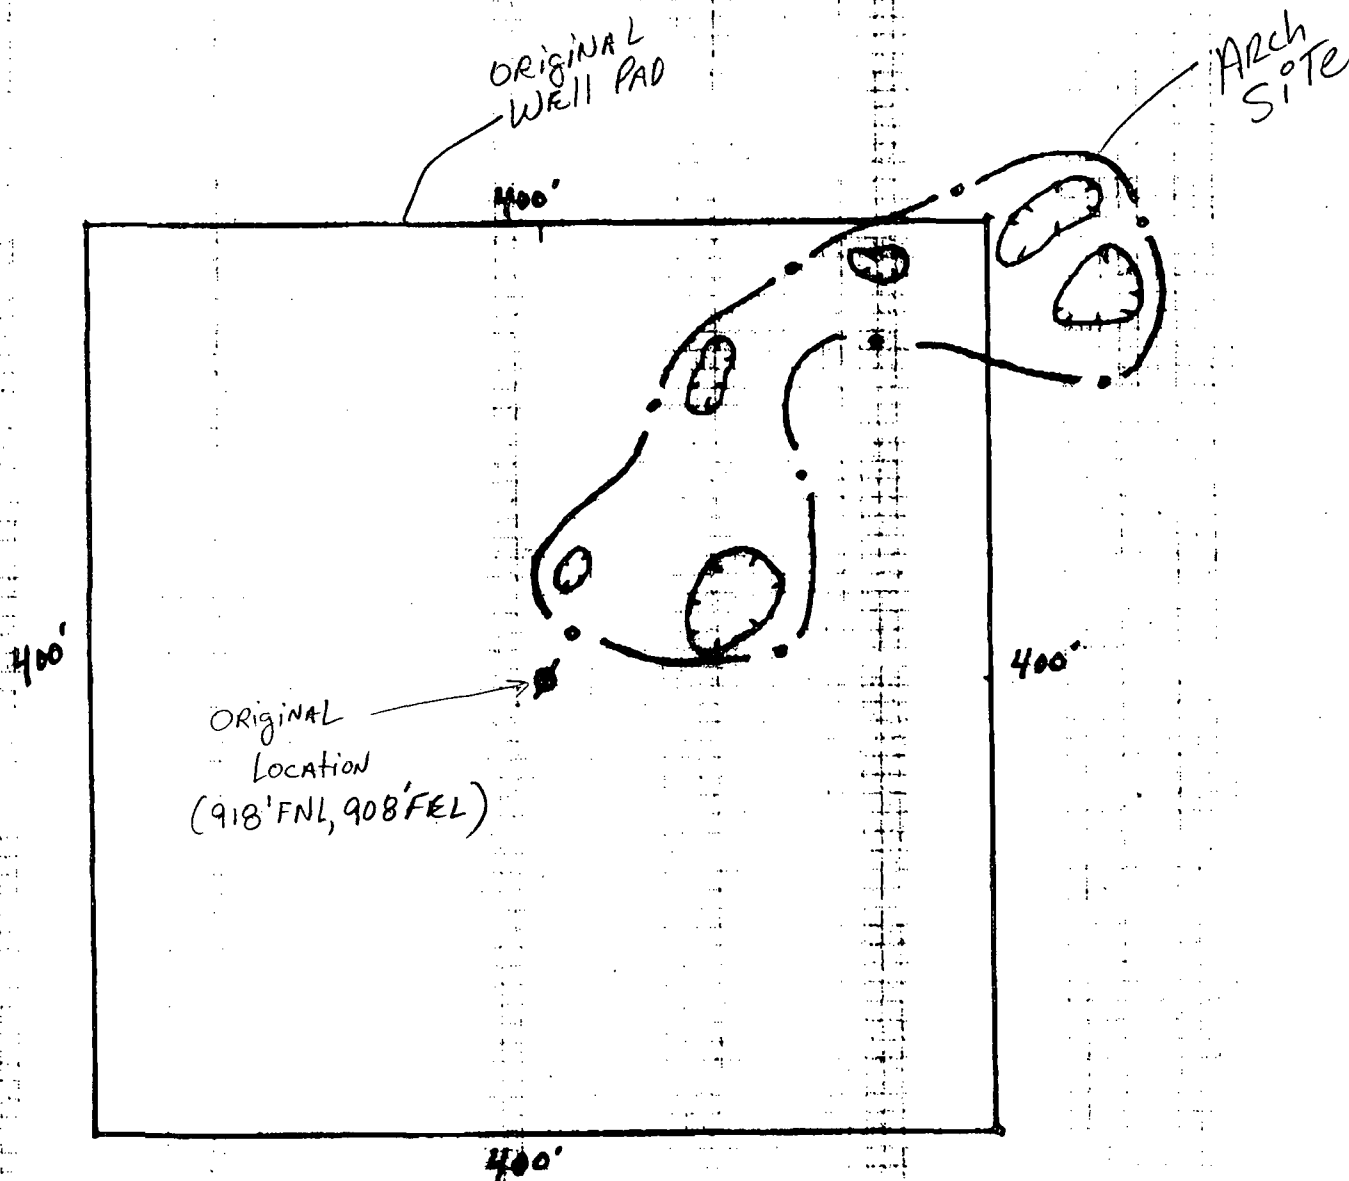 ORiGiNAL
WEll PAD
ARCh
SiTe
400'
400'
400'
ORiGiNAL
LOCATiON
(918'FNL, 908'FEL)
400'